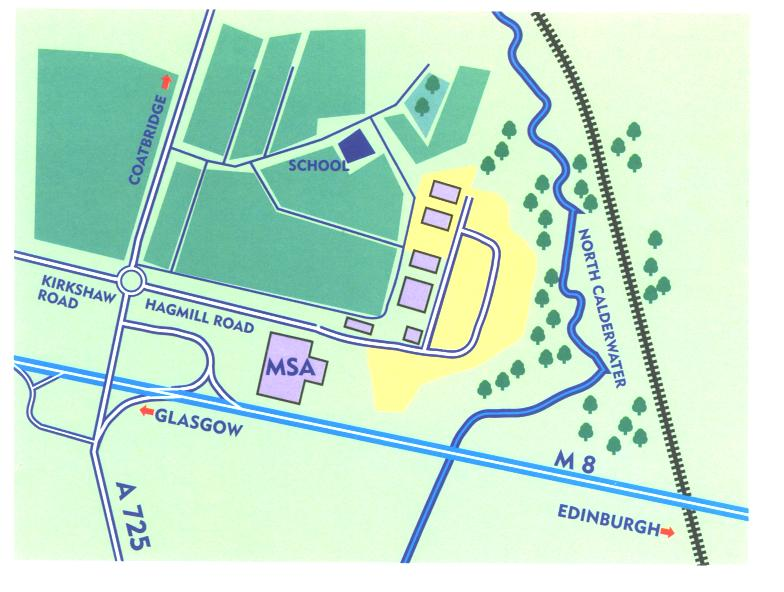 COATBRIDGE
SCHOOL
NORTH CALDERWATER
KIRKSHAW
ROAD
HAGMILL ROAD
MSA
GLASGOW
M 8
A 725
EDINBURGH